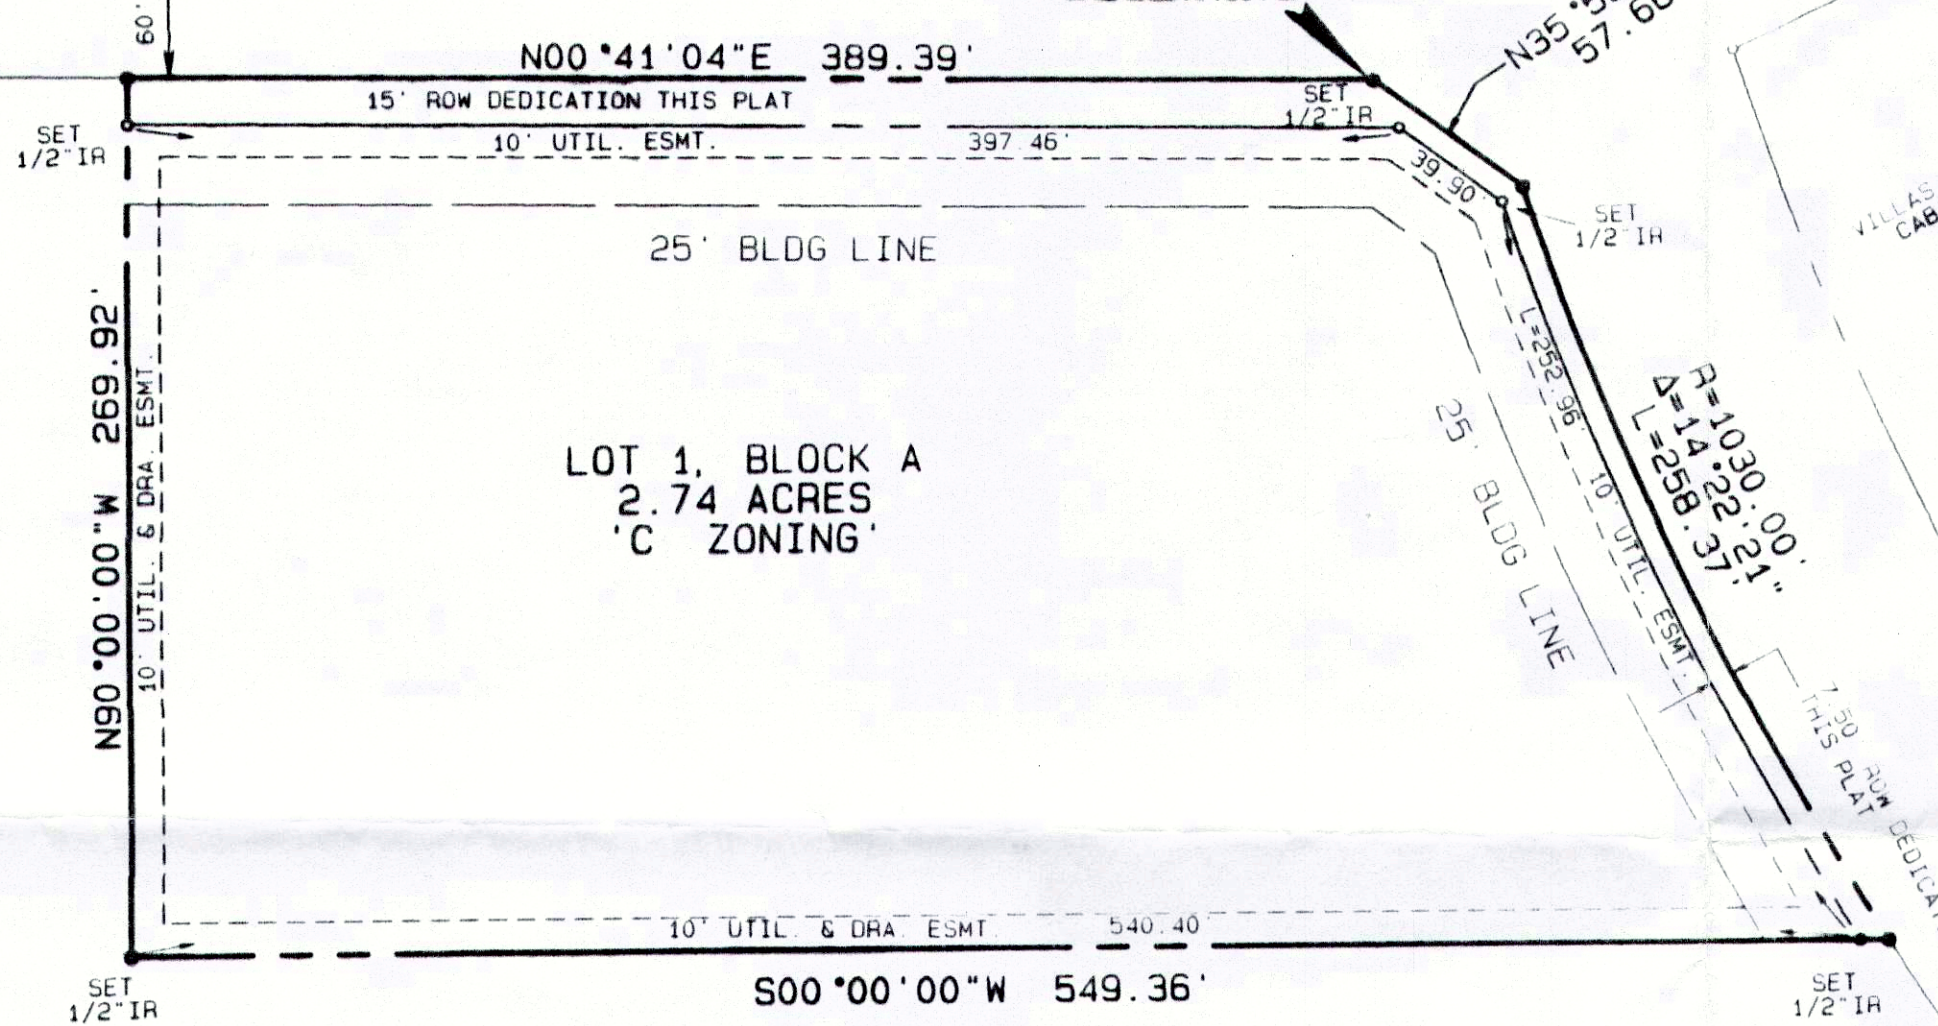 60'
N00°41'04"E 389.39'
N35°5
57.60
15' ROW DEDICATION THIS PLAT
SET
1/2"IR
SET
1/2"IR
10' UTIL. ESMT. 397.46'
39.90'
SET
1/2"IR
VILLAS
CAB
25' BLDG LINE
N90°00'00"W 269.92'
10' UTIL. & DRA. ESMT.
L=252.96'
10' UTIL. ESMT.
R=1030.00'
Δ=14°22'21"
L=258.37'
25' BLDG LINE
LOT 1, BLOCK A
2.74 ACRES
'C ZONING'
7.50 ROW DEDICAT
THIS PLAT
10' UTIL. & DRA. ESMT. 540.40'
S00°00'00"W 549.36'
SET
1/2"IR
SET
1/2"IR